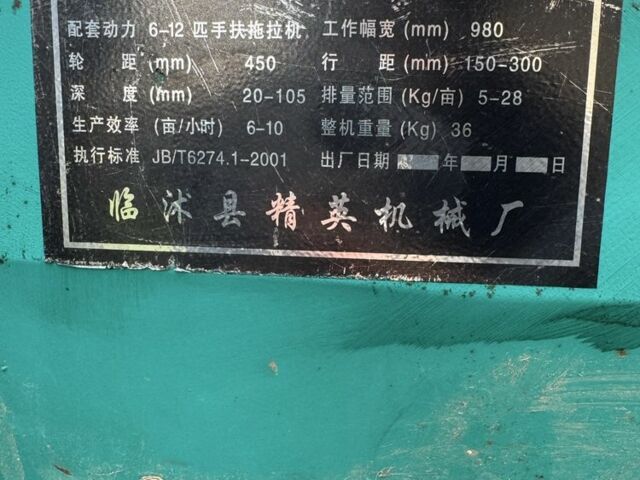 配套动力 6-12 匹手扶拖拉机 工作幅宽 (mm) 980
轮 距 (mm) 450 行 距 (mm) 150-300
深 度 (mm) 20-105 排量范围 (Kg/亩) 5-28
生产效率 (亩/小时) 6-10 整机重量 (Kg) 36
执行标准 JB/T6274.1-2001 出厂日期 年 月 日
临沭县精英机械厂